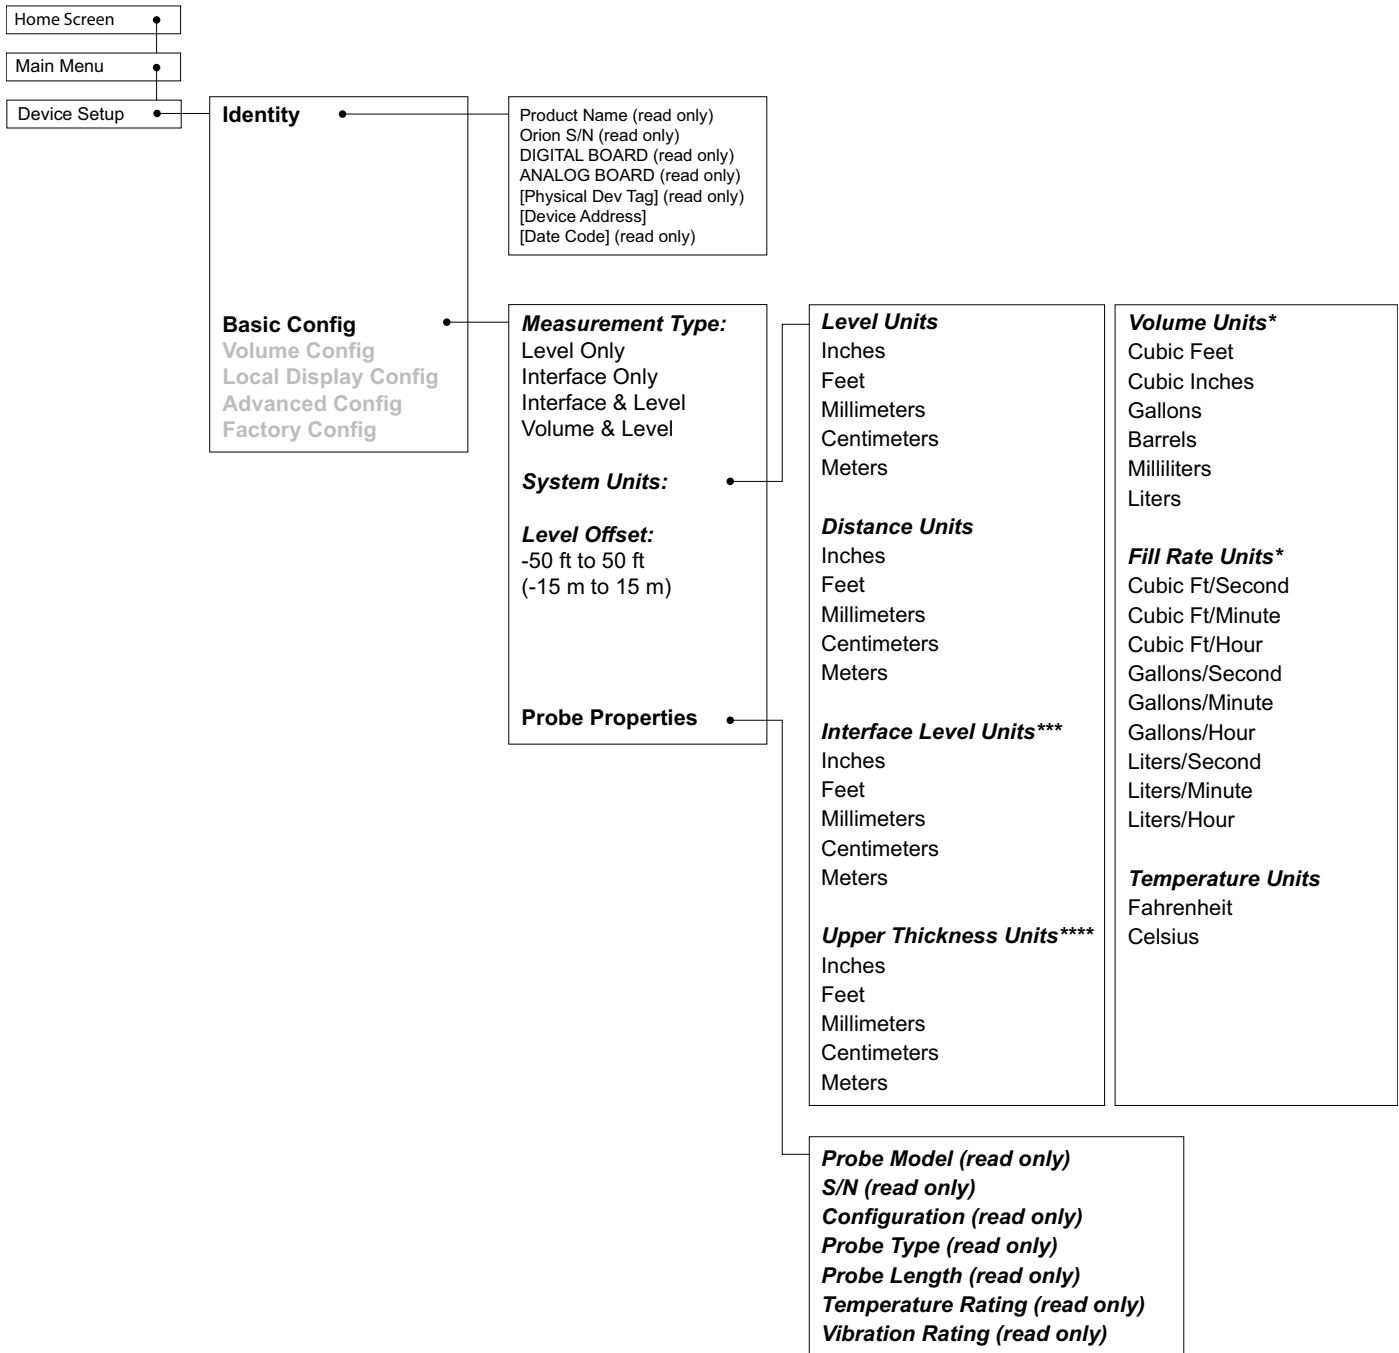 Home Screen
Main Menu
Device Setup
Identity
Product Name (read only)
Orion S/N (read only)
DIGITAL BOARD (read only)
ANALOG BOARD (read only)
[Physical Dev Tag] (read only)
[Device Address]
[Date Code] (read only)
Basic Config
Volume Config
Local Display Config
Advanced Config
Factory Config
Measurement Type:
Level Only
Interface Only
Interface & Level
Volume & Level
System Units:
Level Offset:
-50 ft to 50 ft
(-15 m to 15 m)
Probe Properties
Level Units
Inches
Feet
Millimeters
Centimeters
Meters
Distance Units
Inches
Feet
Millimeters
Centimeters
Meters
Interface Level Units***
Inches
Feet
Millimeters
Centimeters
Meters
Upper Thickness Units****
Inches
Feet
Millimeters
Centimeters
Meters
Volume Units*
Cubic Feet
Cubic Inches
Gallons
Barrels
Milliliters
Liters
Fill Rate Units*
Cubic Ft/Second
Cubic Ft/Minute
Cubic Ft/Hour
Gallons/Second
Gallons/Minute
Gallons/Hour
Liters/Second
Liters/Minute
Liters/Hour
Temperature Units
Fahrenheit
Celsius
Probe Model (read only)
S/N (read only)
Configuration (read only)
Probe Type (read only)
Probe Length (read only)
Temperature Rating (read only)
Vibration Rating (read only)